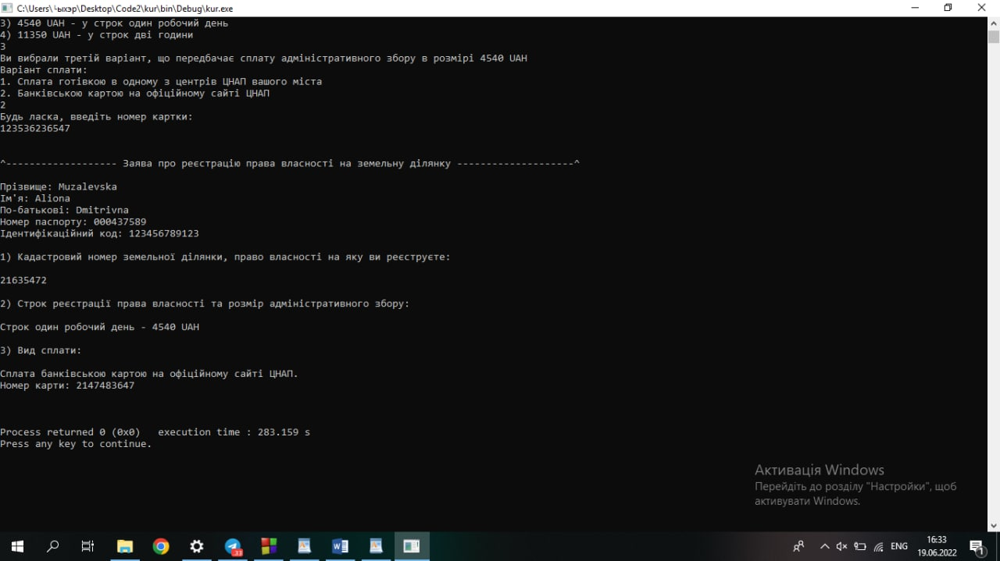 C:\Users\└ыхэр\Desktop\Code2\kur\bin\Debug\kur.exe
3) 4540 UAH - у строк один робочий день
4) 11350 UAH - у строк дві години
3
Ви вибрали третій варіант, що передбачає сплату адміністративного збору в розмірі 4540 UAH
Варіант сплати:
1. Сплата готівкою в одному з центрів ЦНАП вашого міста
2. Банківською картою на офіційному сайті ЦНАП
2
Будь ласка, введіть номер картки:
123536236547
^------------------- Заява про реєстрацію права власності на земельну ділянку --------------------^
Прізвище: Muzalevska
Ім'я: Aliona
По-батькові: Dmitrivna
Номер паспорту: 000437589
Ідентифікаційний код: 123456789123
1) Кадастровий номер земельної ділянки, право власності на яку ви реєструєте:
21635472
2) Строк реєстрації права власності та розмір адміністративного збору:
Строк один робочий день - 4540 UAH
3) Вид сплати:
Сплата банківською картою на офіційному сайті ЦНАП.
Номер карти: 2147483647
Process returned 0 (0x0)   execution time : 283.159 s
Press any key to continue.
Активація Windows
Перейдіть до розділу "Настройки", щоб
активувати Windows.
33
ENG
16:33
19.06.2022
1